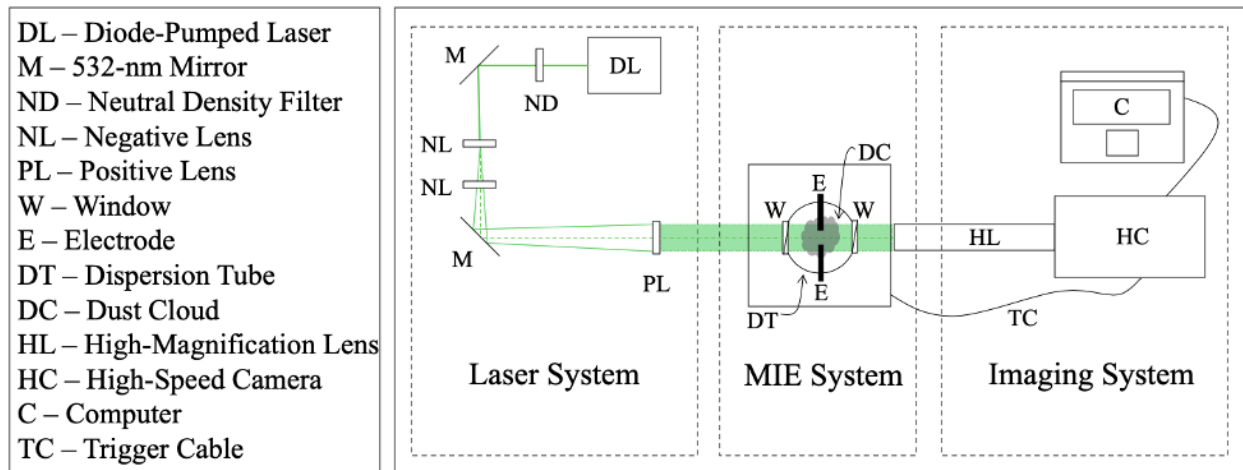 DL – Diode-Pumped Laser
M – 532-nm Mirror
ND – Neutral Density Filter
NL – Negative Lens
PL – Positive Lens
W – Window
E – Electrode
DT – Dispersion Tube
DC – Dust Cloud
HL – High-Magnification Lens
HC – High-Speed Camera
C – Computer
TC – Trigger Cable
M
ND
DL
NL
NL
M
PL
Laser System
DC
E
W
W
E
DT
MIE System
C
HL
HC
TC
Imaging System